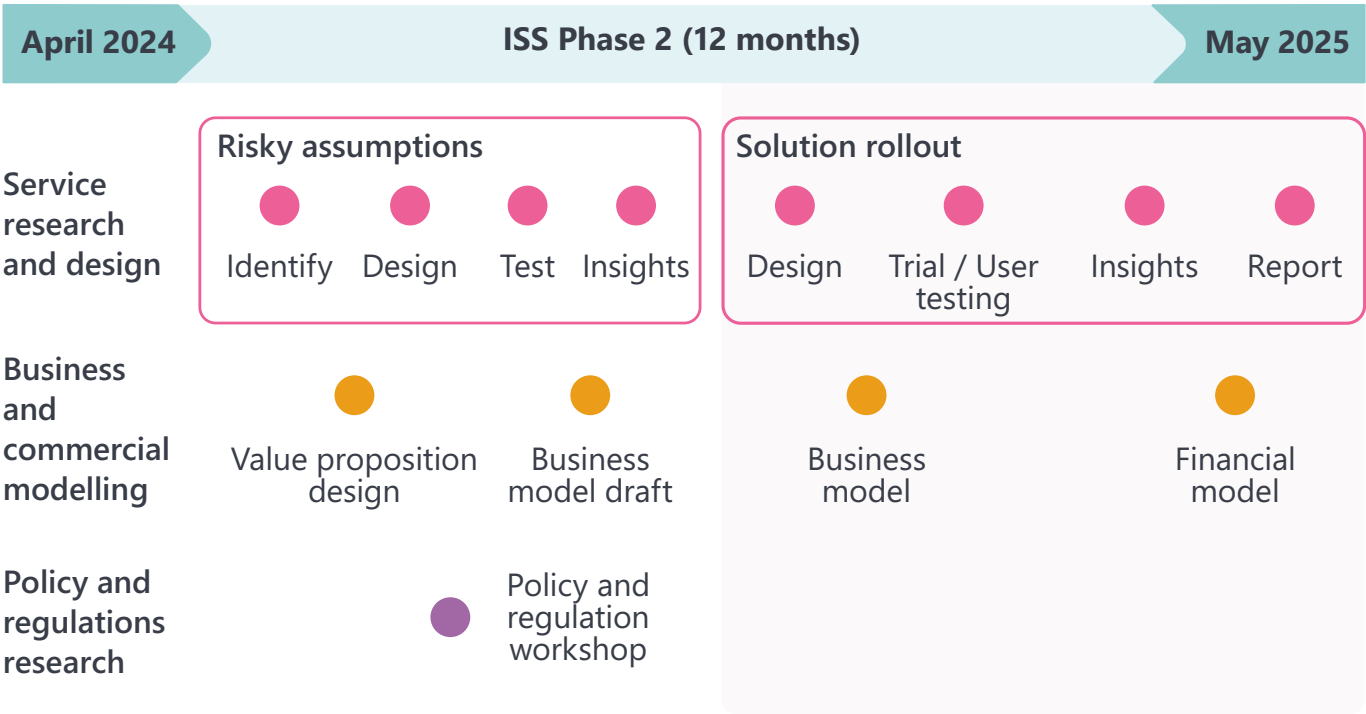 April 2024
ISS Phase 2 (12 months)
May 2025
Service
research
and design
Risky assumptions
Identify
Design
Test
Insights
Solution rollout
Design
Trial / User
testing
Insights
Report
Business
and
commercial
modelling
Value proposition
design
Business
model draft
Business
model
Financial
model
Policy and
regulations
research
Policy and
regulation
workshop